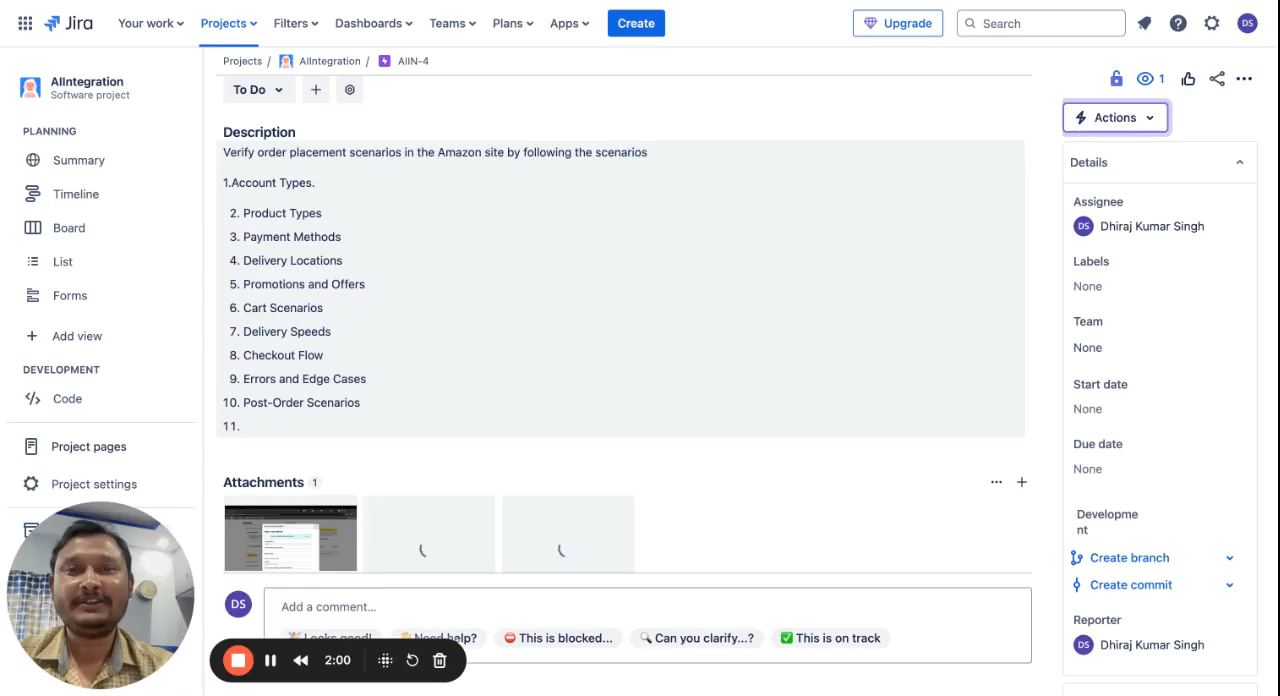 Jira
Your work
Projects
Filters
Dashboards
Teams
Plans
Apps
Create
Upgrade
Search
DS
AIIntegration
Software project
PLANNING
Summary
Timeline
Board
List
Forms
Add view
DEVELOPMENT
Code
Project pages
Project settings
Projects / AIIntegration / AIIN-4
To Do
Description
Verify order placement scenarios in the Amazon site by following the scenarios
1.Account Types.
2. Product Types
3. Payment Methods
4. Delivery Locations
5. Promotions and Offers
6. Cart Scenarios
7. Delivery Speeds
8. Checkout Flow
9. Errors and Edge Cases
10. Post-Order Scenarios
11.
Attachments 1
DS
Add a comment...
Looks good!
Need help?
This is blocked...
Can you clarify...?
This is on track
2:00
1
Actions
Details
Assignee
DS Dhiraj Kumar Singh
Labels
None
Team
None
Start date
None
Due date
None
Developme
nt
Create branch
Create commit
Reporter
DS Dhiraj Kumar Singh